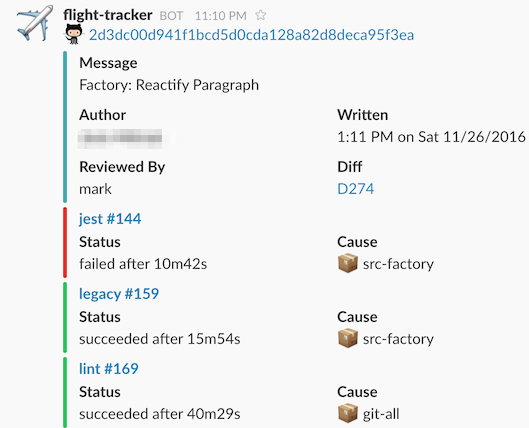 flight-tracker BOT 11:10 PM
2d3dc00d941f1bcd5d0cda128a82d8deca95f3ea
Message
Factory: Reactify Paragraph
Author Written
1:11 PM on Sat 11/26/2016
Reviewed By Diff
mark D274
jest #144
Status Cause
failed after 10m42s src-factory
legacy #159
Status Cause
succeeded after 15m54s src-factory
lint #169
Status Cause
succeeded after 40m29s git-all